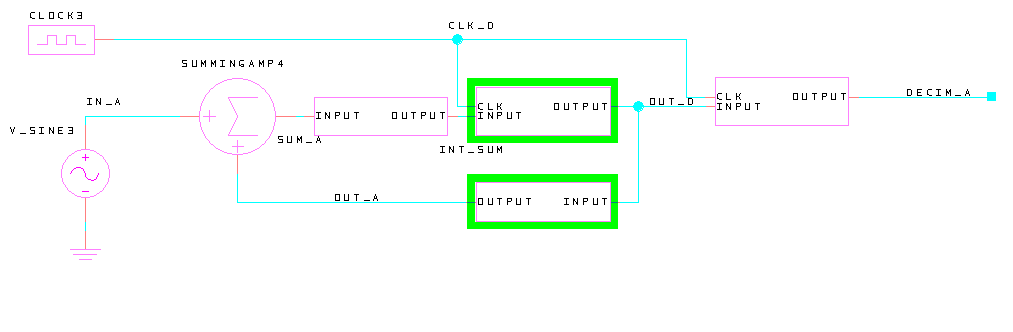 CLOCK3
CLK_D
SUMMINGAMP4
IN_A
CLK OUTPUT
INPUT
OUT_D
CLK OUTPUT
INPUT
DECIM_A
V_SINE3
INPUT OUTPUT
SUM_A
INT_SUM
OUT_A
OUTPUT INPUT